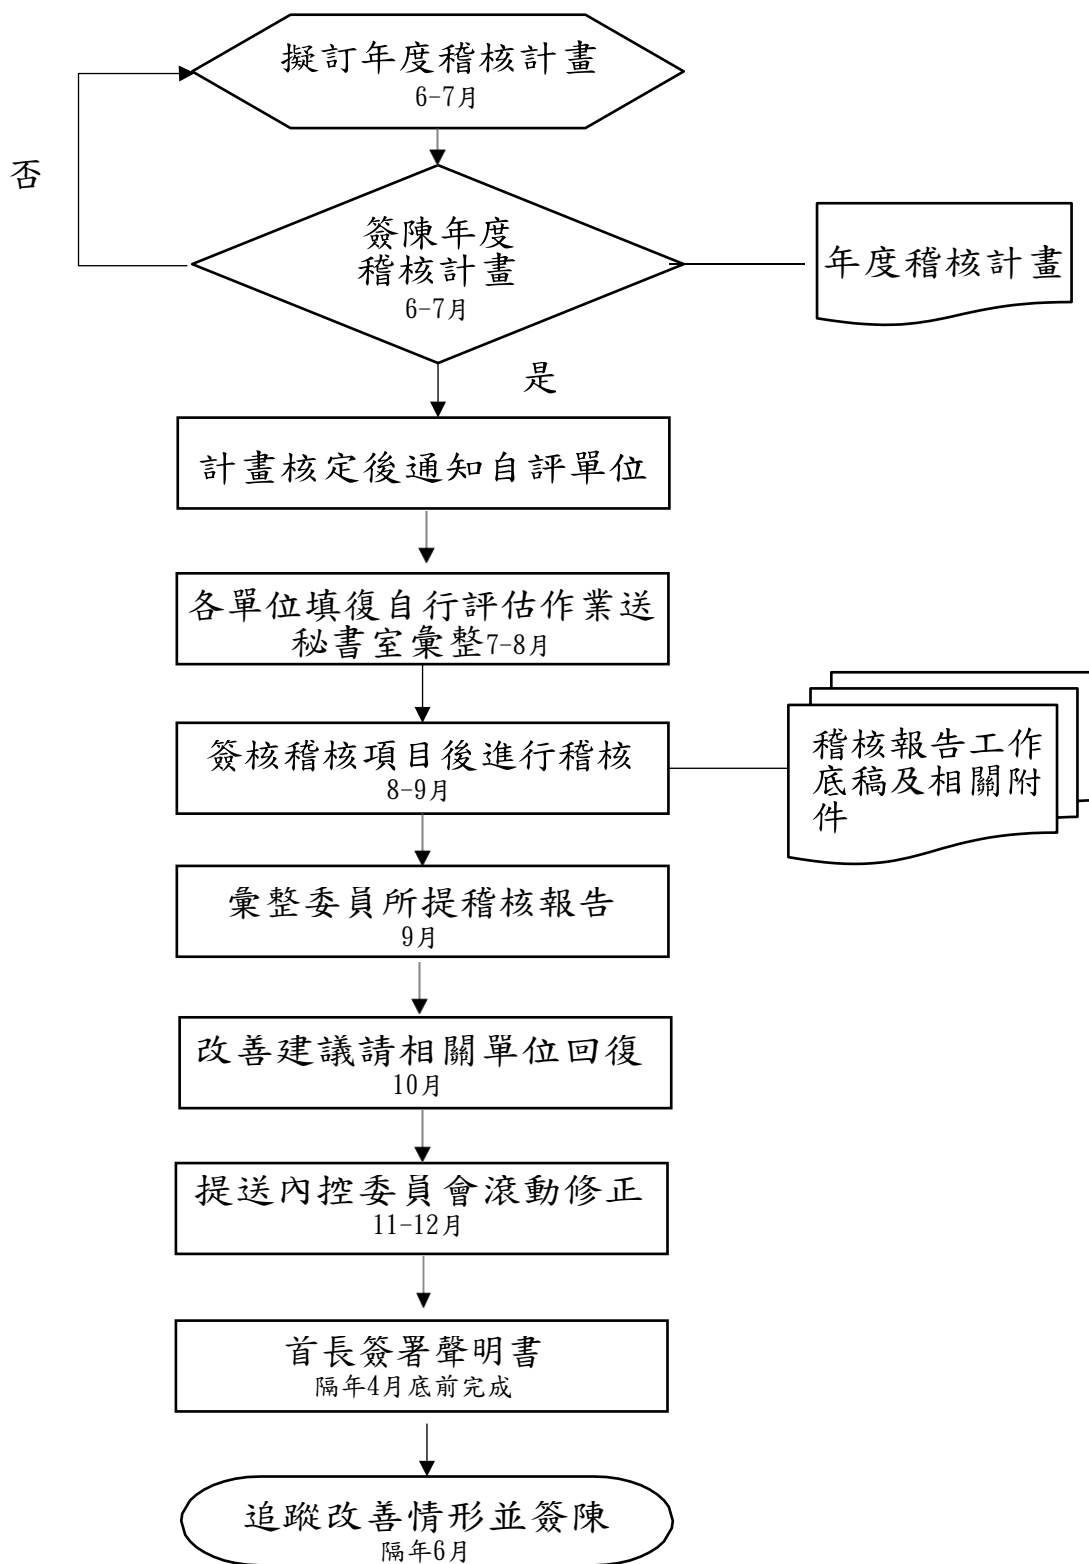 擬訂年度稽核計畫
6-7月
否
簽陳年度
稽核計畫
6-7月
年度稽核計畫
是
計畫核定後通知自評單位
各單位填復自行評估作業送
秘書室彙整7-8月
簽核稽核項目後進行稽核
8-9月
稽核報告工作
底稿及相關附
件
彙整委員所提稽核報告
9月
改善建議請相關單位回復
10月
提送內控委員會滾動修正
11-12月
首長簽署聲明書
隔年4月底前完成
追蹤改善情形並簽陳
隔年6月